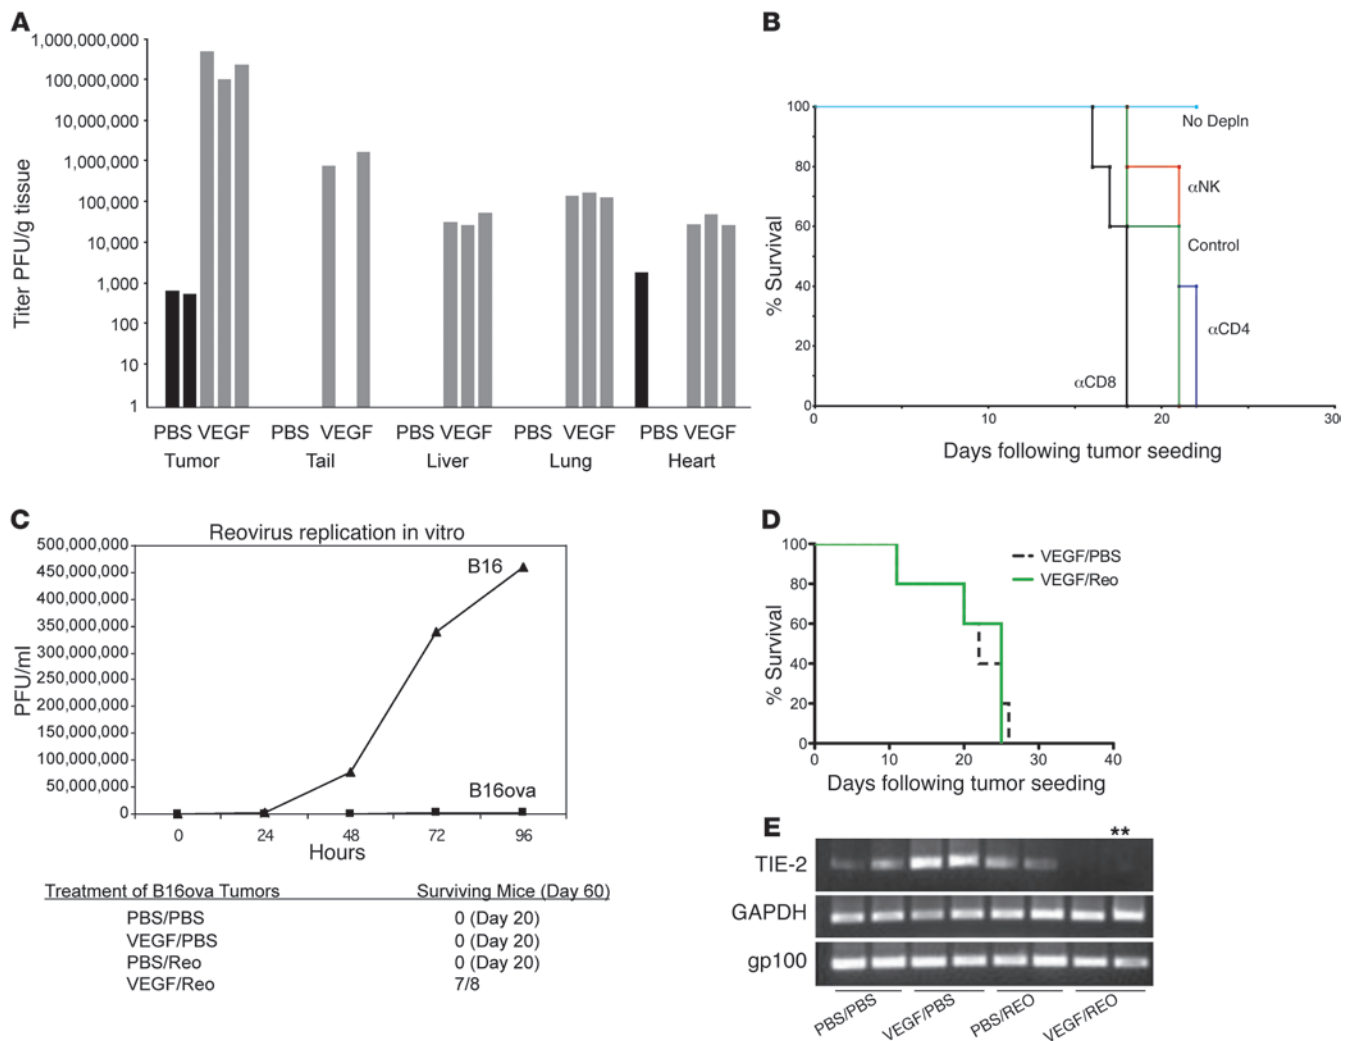 A
1,000,000,000
100,000,000
10,000,000
1,000,000
100,000
10,000
1,000
100
10
1
Titer PFU/g tissue
PBS VEGF PBS VEGF PBS VEGF PBS VEGF PBS VEGF
Tumor Tail Liver Lung Heart
B
100
80
60
40
20
0
% Survival
No Depln
αNK
Control
αCD4
αCD8
0 10 20 30
Days following tumor seeding
C
Reovirus replication in vitro
500,000,000
450,000,000
400,000,000
350,000,000
300,000,000
250,000,000
200,000,000
150,000,000
100,000,000
50,000,000
0
PFU/ml
B16
B16ova
0 24 48 72 96
Hours
Treatment of B16ova Tumors Surviving Mice (Day 60)
PBS/PBS 0 (Day 20)
VEGF/PBS 0 (Day 20)
PBS/Reo 0 (Day 20)
VEGF/Reo 7/8
D
100
80
60
40
20
0
% Survival
VEGF/PBS
VEGF/Reo
0 10 20 30 40
Days following tumor seeding
E
**
TIE-2
GAPDH
gp100
PBS/PBS VEGF/PBS PBS/REO VEGF/REO